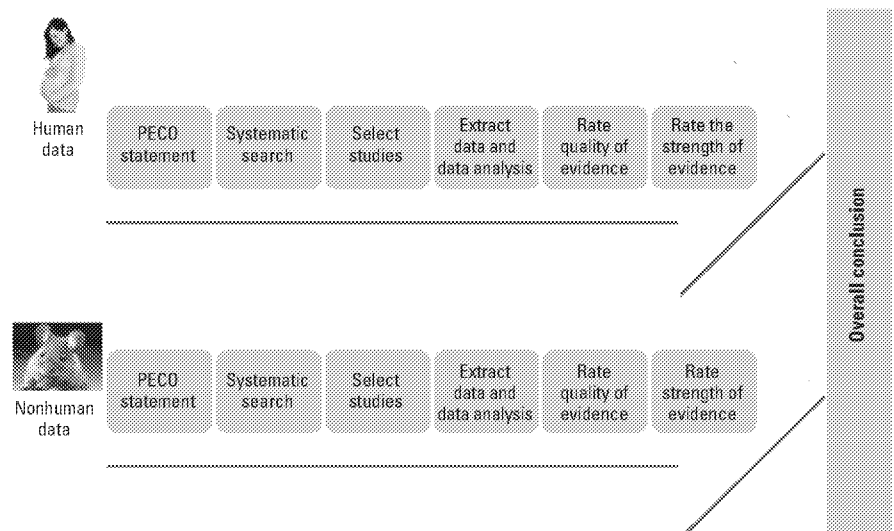 Human
data
PECO
statement
Systematic
search
Select
studies
Extract
data and
data analysis
Rate
quality of
evidence
Rate the
strength of
evidence
Nonhuman
data
PECO
statement
Systematic
search
Select
studies
Extract
data and
data analysis
Rate
quality of
evidence
Rate
strength of
evidence
Overall conclusion